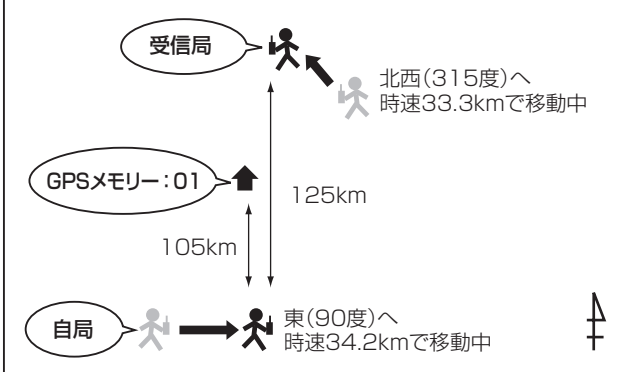 受信局
北西(315度)へ
時速33.3kmで移動中
GPSメモリー:01
125km
105km
自局
東(90度)へ
時速34.2kmで移動中